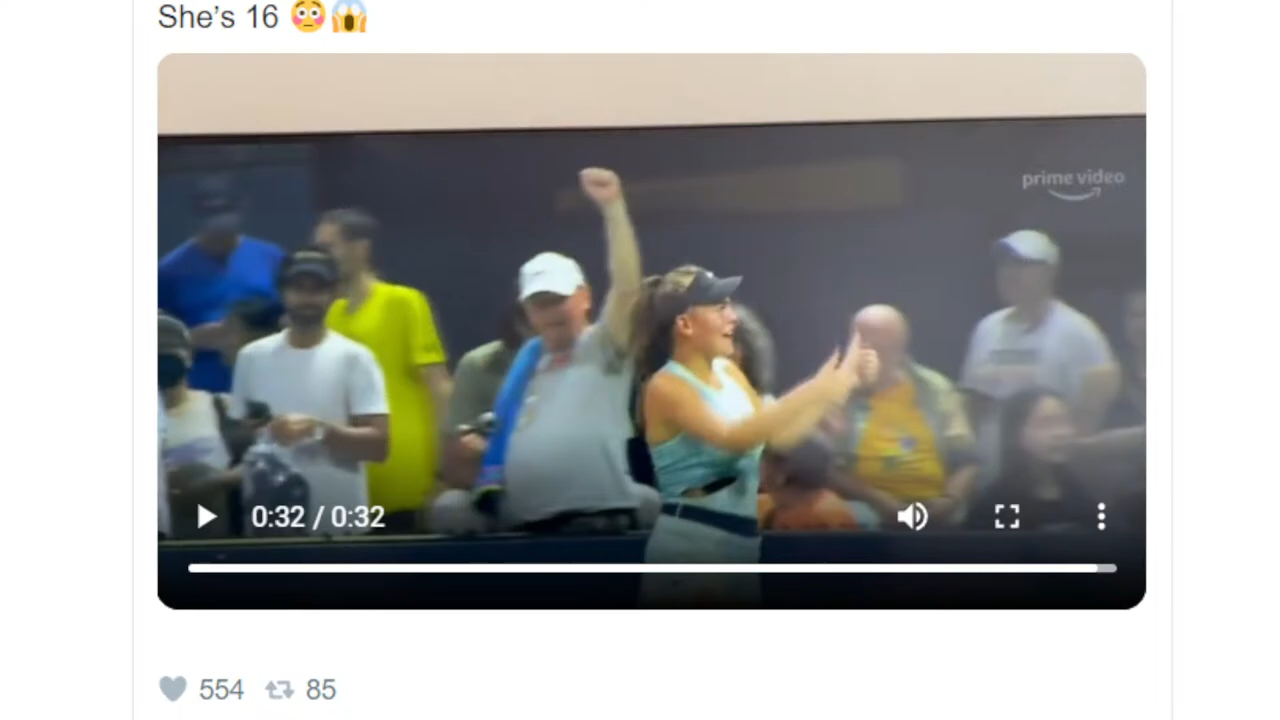 She’s 16 😳😱
prime video
0:32 / 0:32
554 85